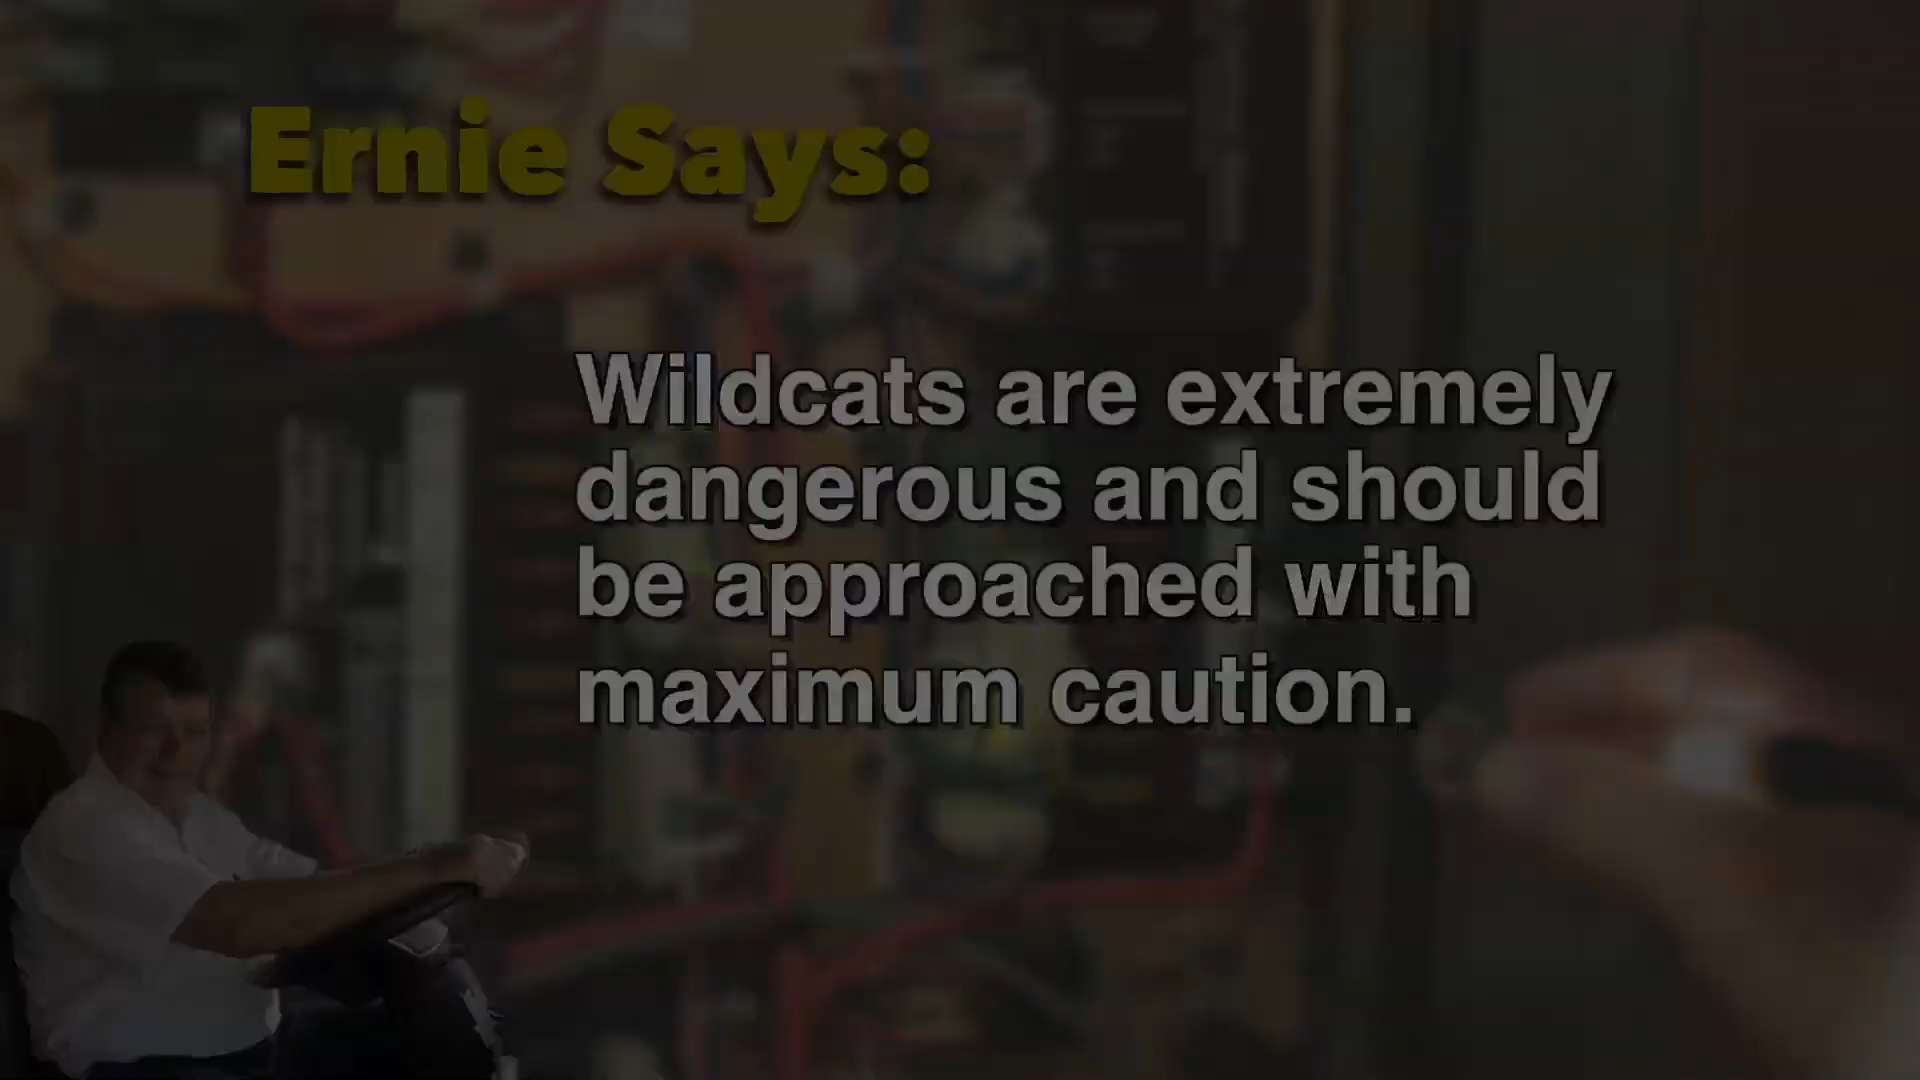 Ernie Says:
Wildcats are extremely
dangerous and should
be approached with
maximum caution.